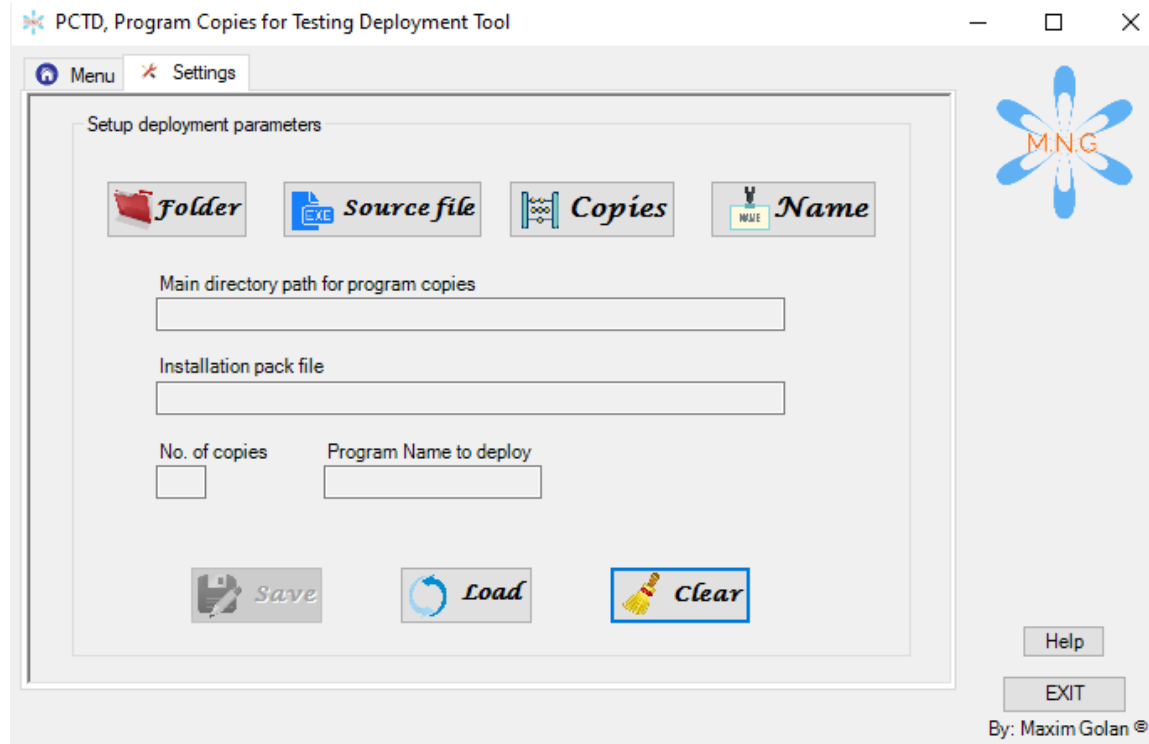 PCTD, Program Copies for Testing Deployment Tool
Menu Settings
M.N.G
Setup deployment parameters
Folder EXE Source file Copies NAME Name
Main directory path for program copies
Installation pack file
No. of copies Program Name to deploy
Save Load Clear
Help
EXIT
By: Maxim Golan ©